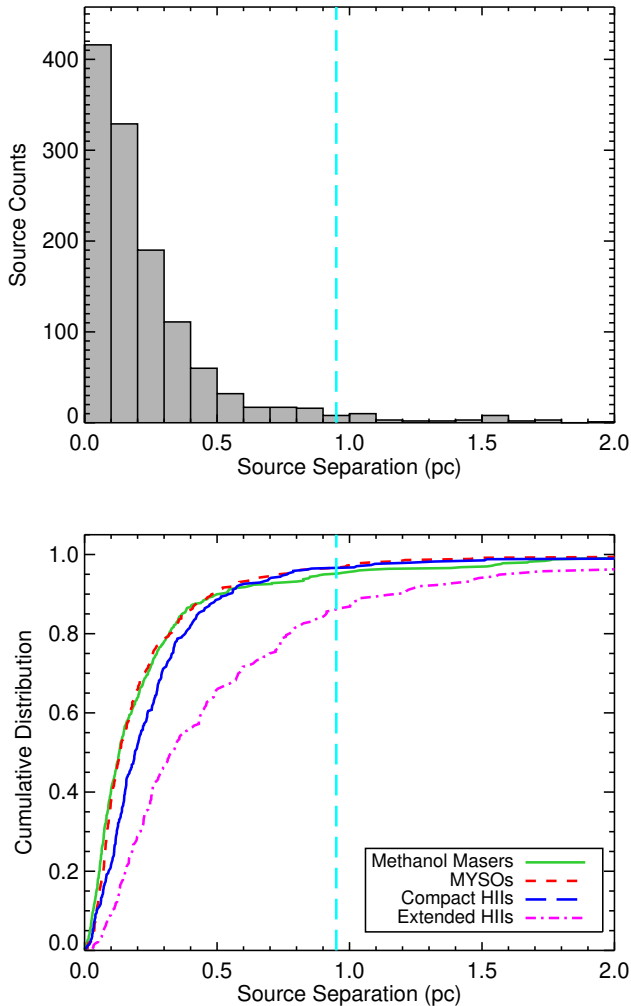 400
300
200
100
0
Source Counts
0.0 0.5 1.0 1.5 2.0
Source Separation (pc)
1.0
0.8
0.6
0.4
0.2
0.0
Cumulative Distribution
Methanol Masers
MYSOs
Compact HIIs
Extended HIIs
0.0 0.5 1.0 1.5 2.0
Source Separation (pc)